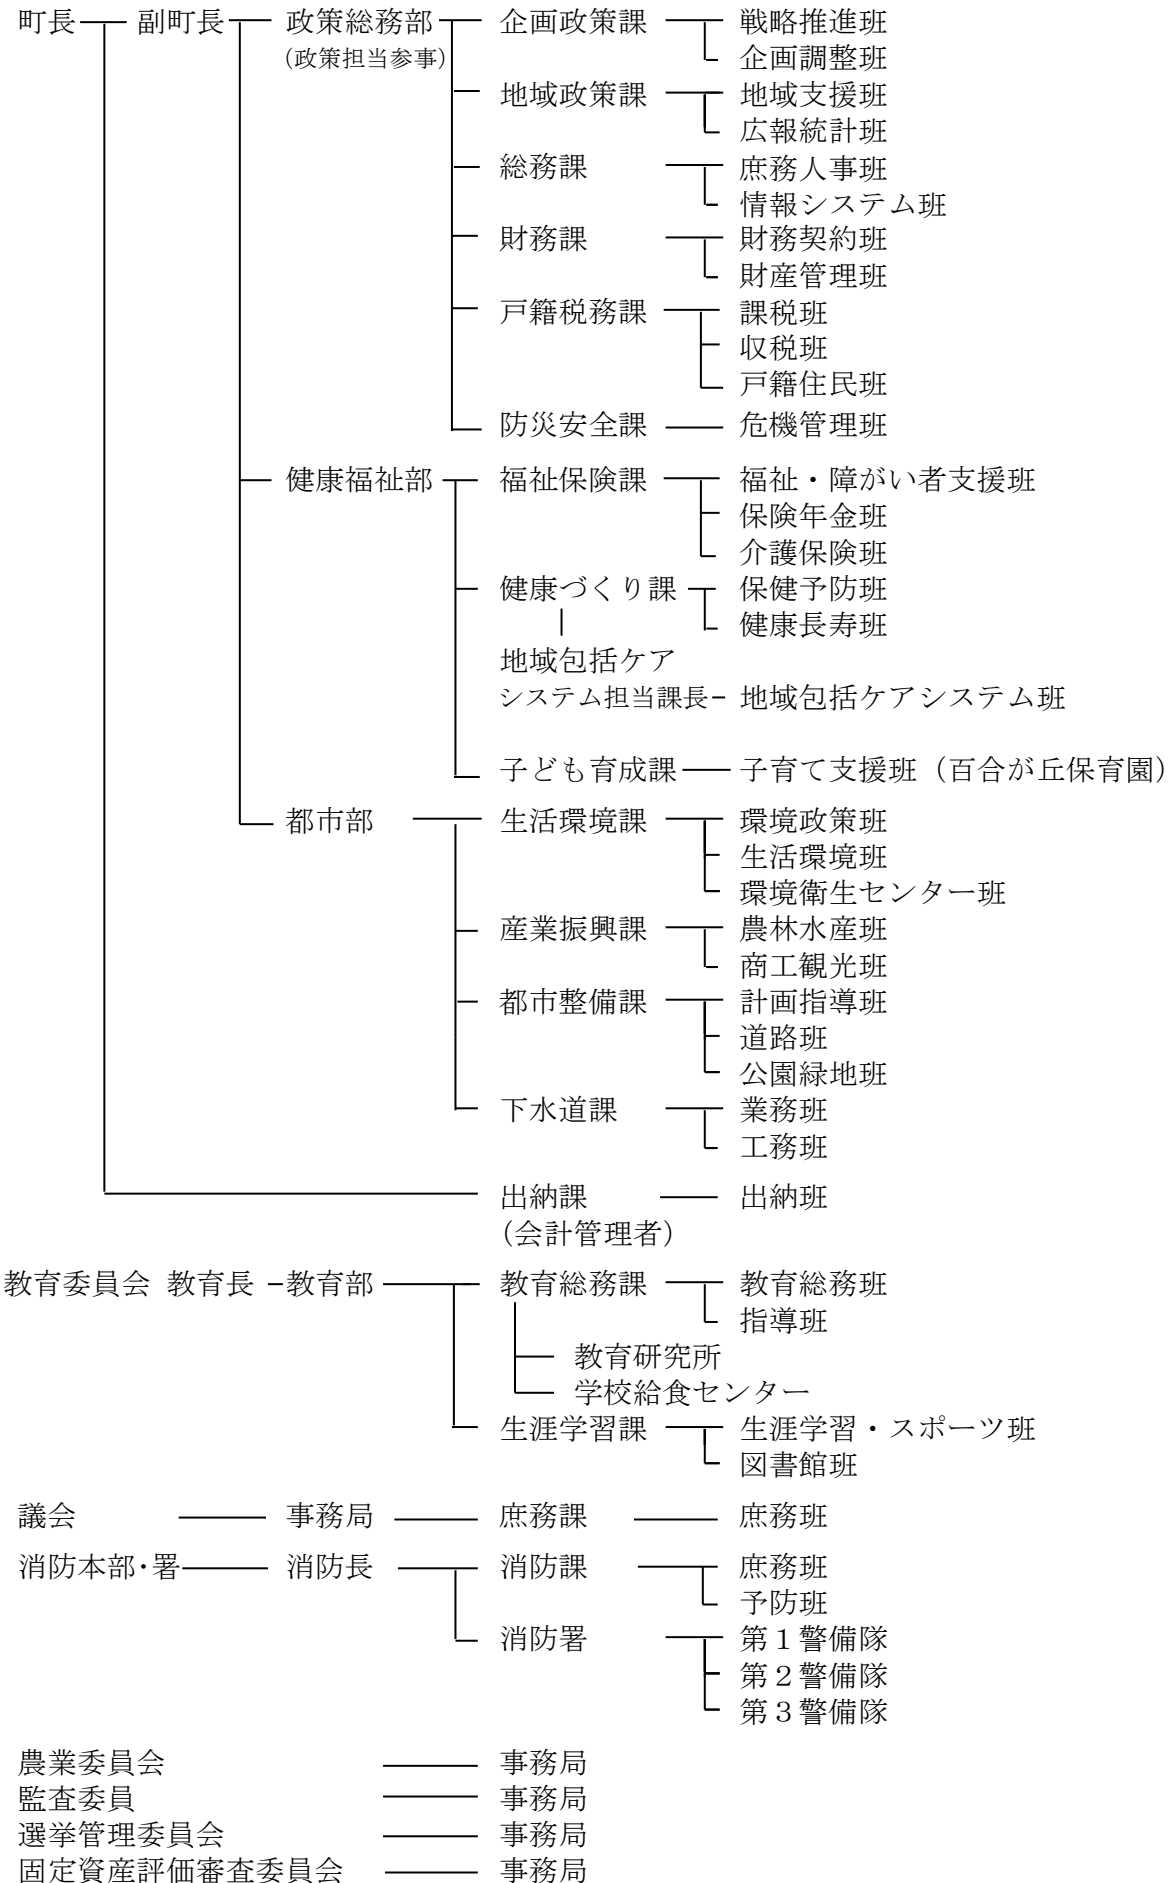 町長 副町長 政策総務部 企画政策課 戦略推進班
(政策担当参事) 企画調整班
地域政策課 地域支援班
広報統計班
総務課 庶務人事班
情報システム班
財務課 財務契約班
財産管理班
戸籍税務課 課税班
収税班
戸籍住民班
防災安全課 危機管理班
健康福祉部 福祉保険課 福祉・障がい者支援班
保険年金班
介護保険班
健康づくり課 保健予防班
健康長寿班
地域包括ケア
システム担当課長 地域包括ケアシステム班
子ども育成課 子育て支援班（百合が丘保育園）
都市部 生活環境課 環境政策班
生活環境班
環境衛生センター班
産業振興課 農林水産班
商工観光班
都市整備課 計画指導班
道路班
公園緑地班
下水道課 業務班
工務班
出納課 出納班
（会計管理者）
教育委員会 教育長 教育部 教育総務課 教育総務班
指導班
教育研究所
学校給食センター
生涯学習課 生涯学習・スポーツ班
図書館班
議会 事務局 庶務課 庶務班
消防本部・署 消防長 消防課 庶務班
予防班
消防署 第１警備隊
第２警備隊
第３警備隊
農業委員会 事務局
監査委員 事務局
選挙管理委員会 事務局
固定資産評価審査委員会 事務局